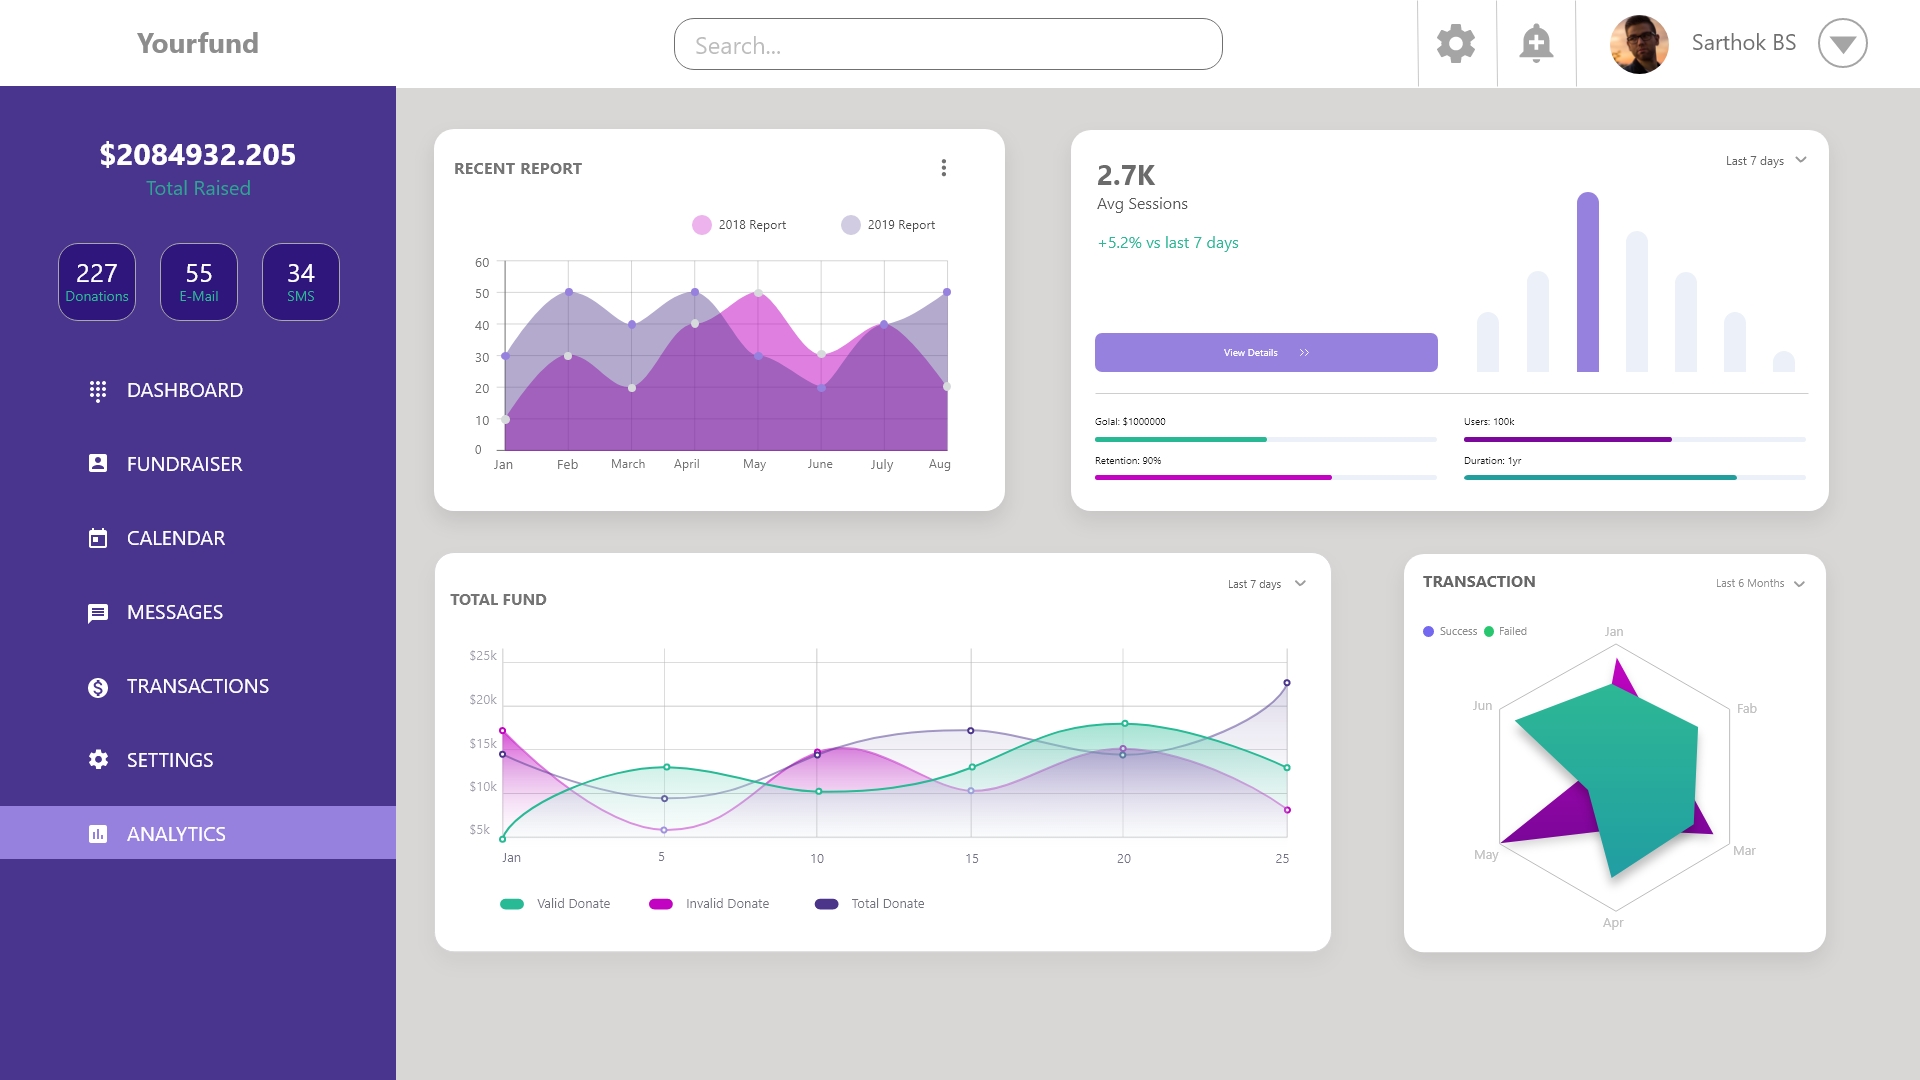 Yourfund
Search...
Sarthok BS
$2084932.205
Total Raised
227
Donations
55
E-Mail
34
SMS
DASHBOARD
FUNDRAISER
CALENDAR
MESSAGES
TRANSACTIONS
SETTINGS
ANALYTICS
RECENT REPORT
2018 Report
2019 Report
60
50
40
30
20
10
0
Jan Feb March April May June July Aug
2.7K
Avg Sessions
+5.2% vs last 7 days
Last 7 days
View Details
Golal: $1000000
Users: 100k
Retention: 90%
Duration: 1yr
TOTAL FUND
Last 7 days
$25k
$20k
$15k
$10k
$5k
Jan 5 10 15 20 25
Valid Donate
Invalid Donate
Total Donate
TRANSACTION
Last 6 Months
Success
Failed
Jan
Fab
Mar
Apr
May
Jun